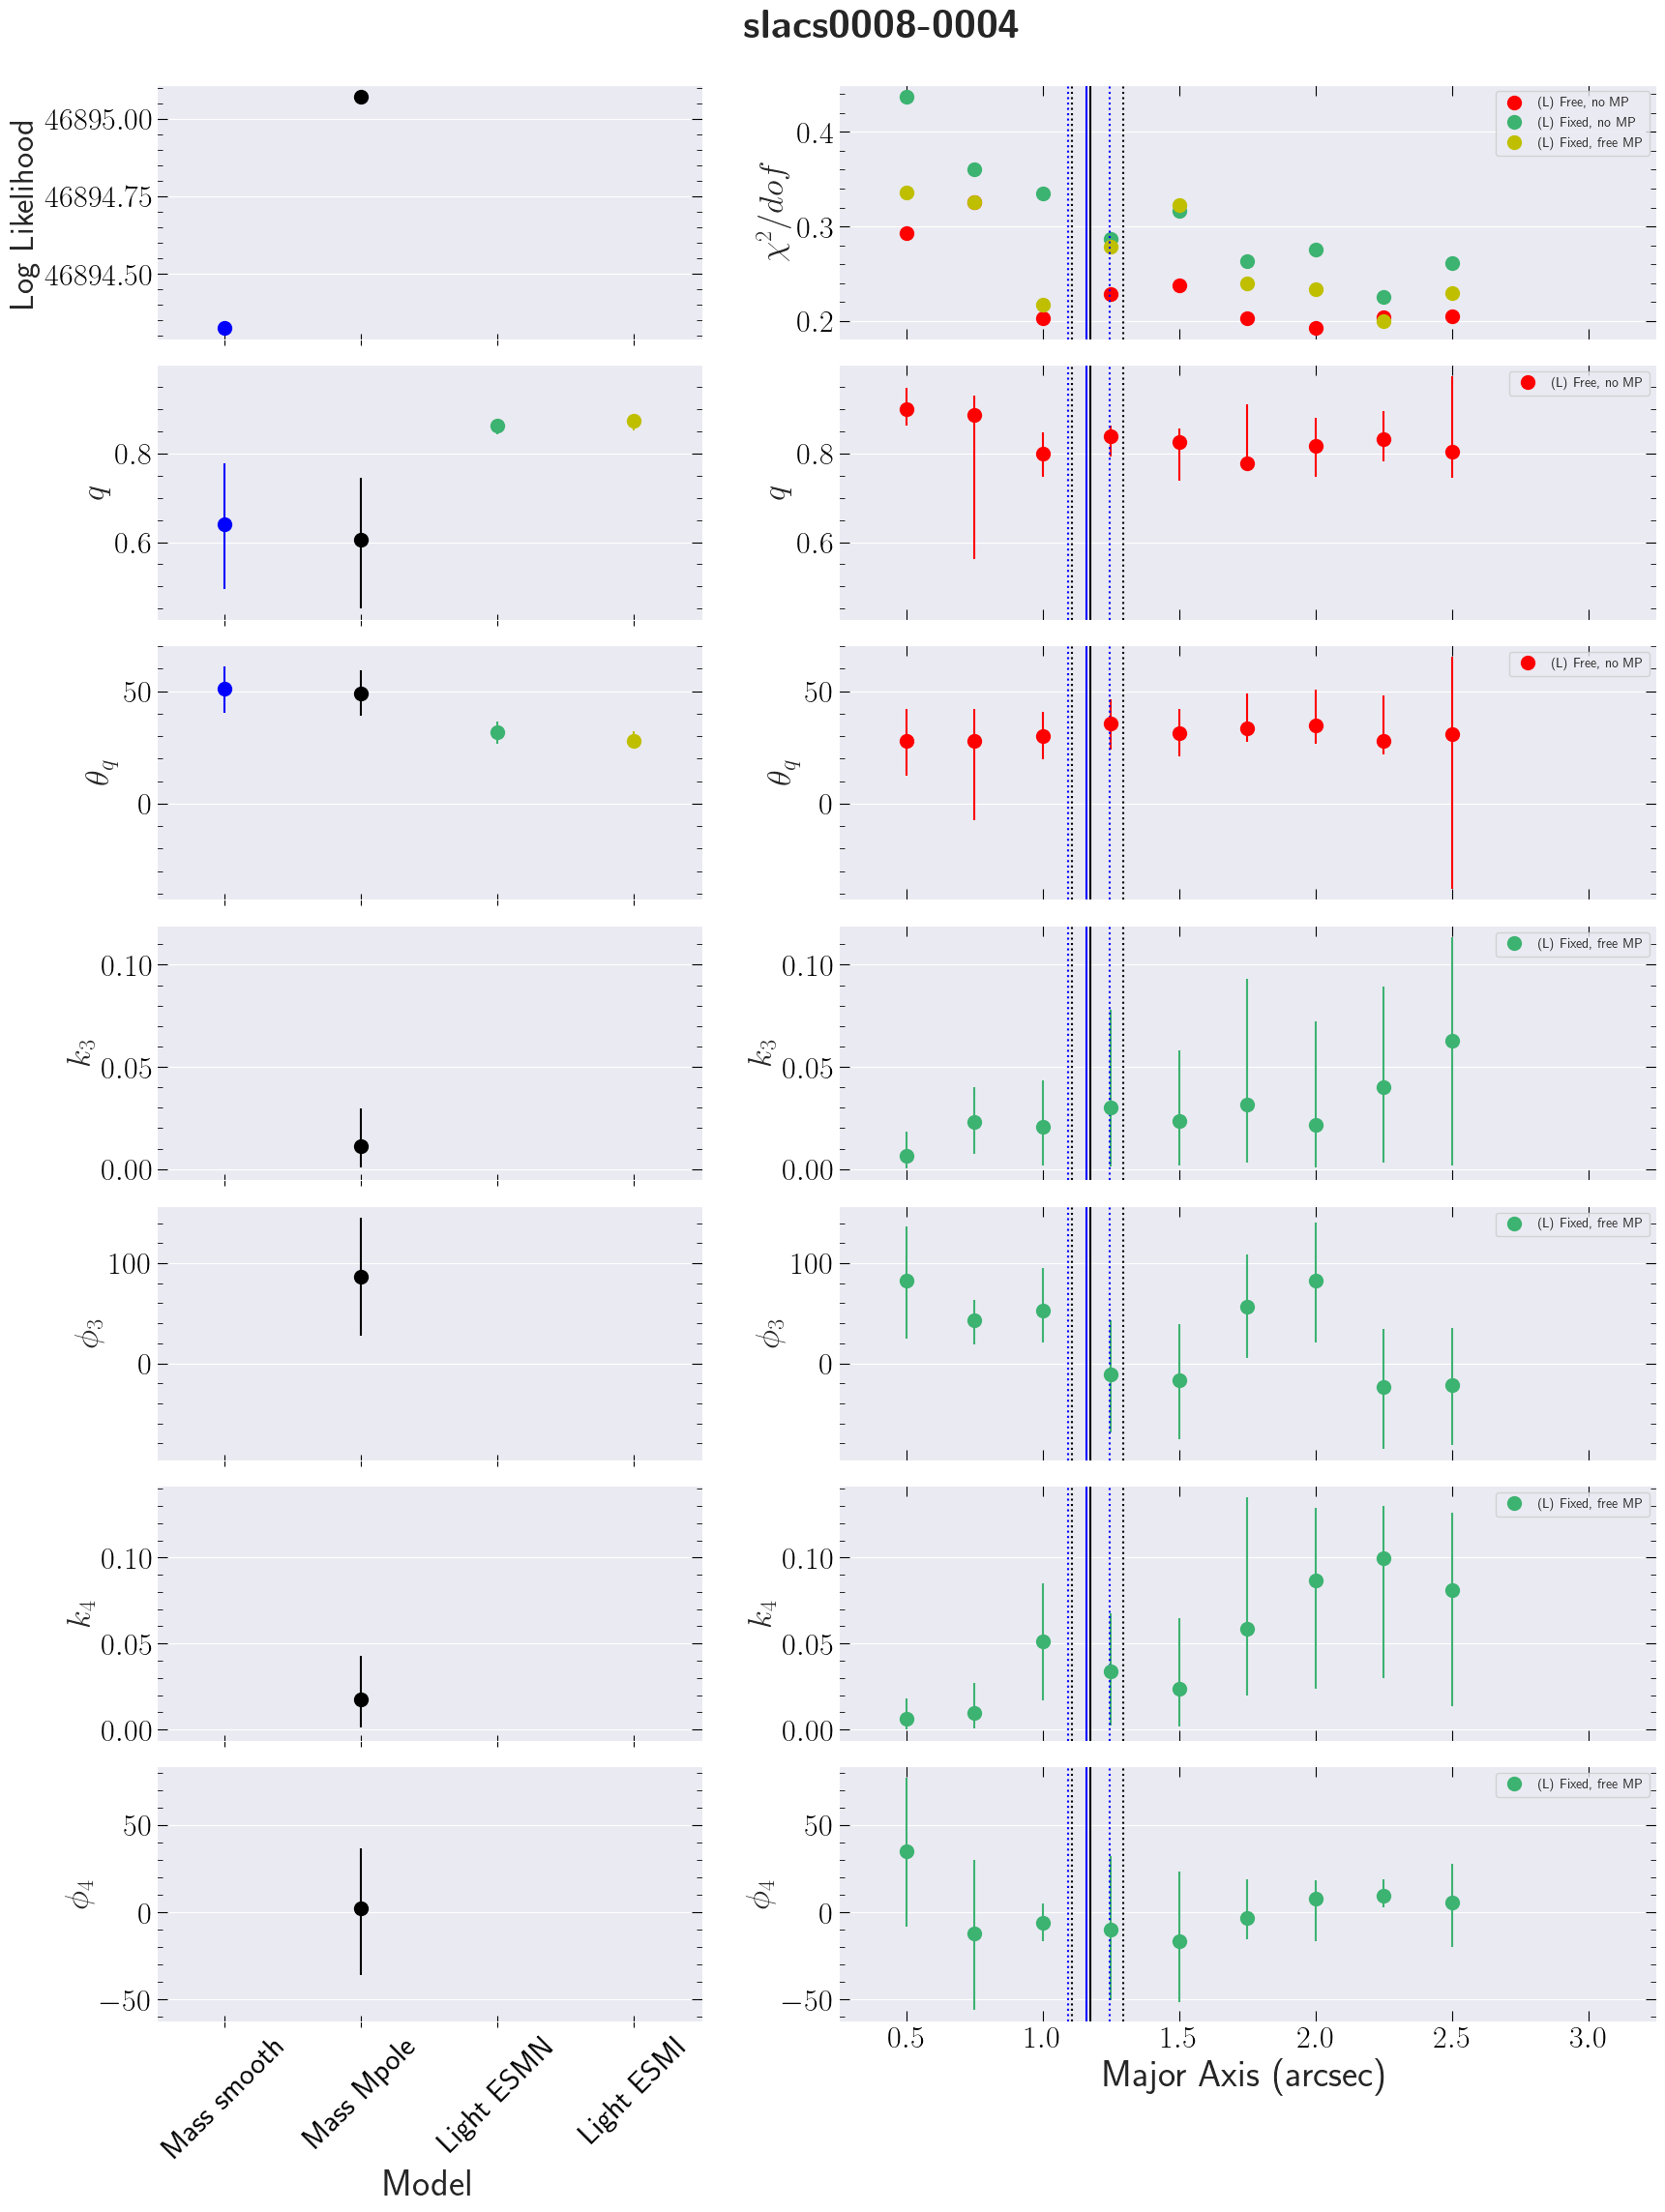 slacs0008-0004
Log Likelihood
46895.00
46894.75
46894.50
χ²/dof
0.4
0.3
0.2
(L) Free, no MP
(L) Fixed, no MP
(L) Fixed, free MP
q
0.8
0.6
q
0.8
0.6
(L) Free, no MP
θq
50
0
θq
50
0
(L) Free, no MP
k3
0.10
0.05
0.00
k3
0.10
0.05
0.00
(L) Fixed, free MP
ϕ3
100
0
ϕ3
100
0
(L) Fixed, free MP
k4
0.10
0.05
0.00
k4
0.10
0.05
0.00
(L) Fixed, free MP
ϕ4
50
0
−50
ϕ4
50
0
−50
(L) Fixed, free MP
Mass smooth
Mass Mpole
Light ESMN
Light ESMI
Model
0.5 1.0 1.5 2.0 2.5 3.0
Major Axis (arcsec)